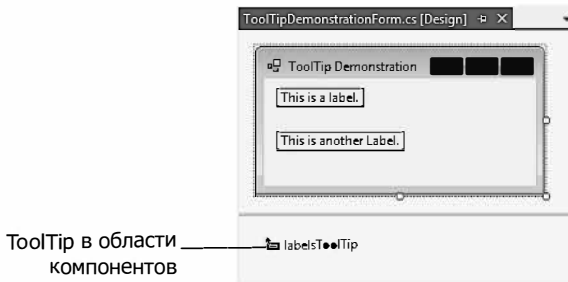 ToolTipDemonstrationForm.cs [Design]
ToolTip Demonstration
This is a label.
This is another Label.
ToolTip в области
компонентов
labelsToolTip